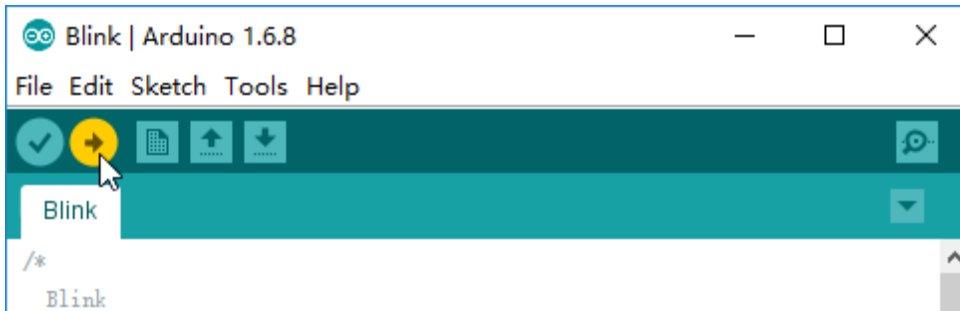 Blink | Arduino 1.6.8
File Edit Sketch Tools Help
Blink
/*
Blink